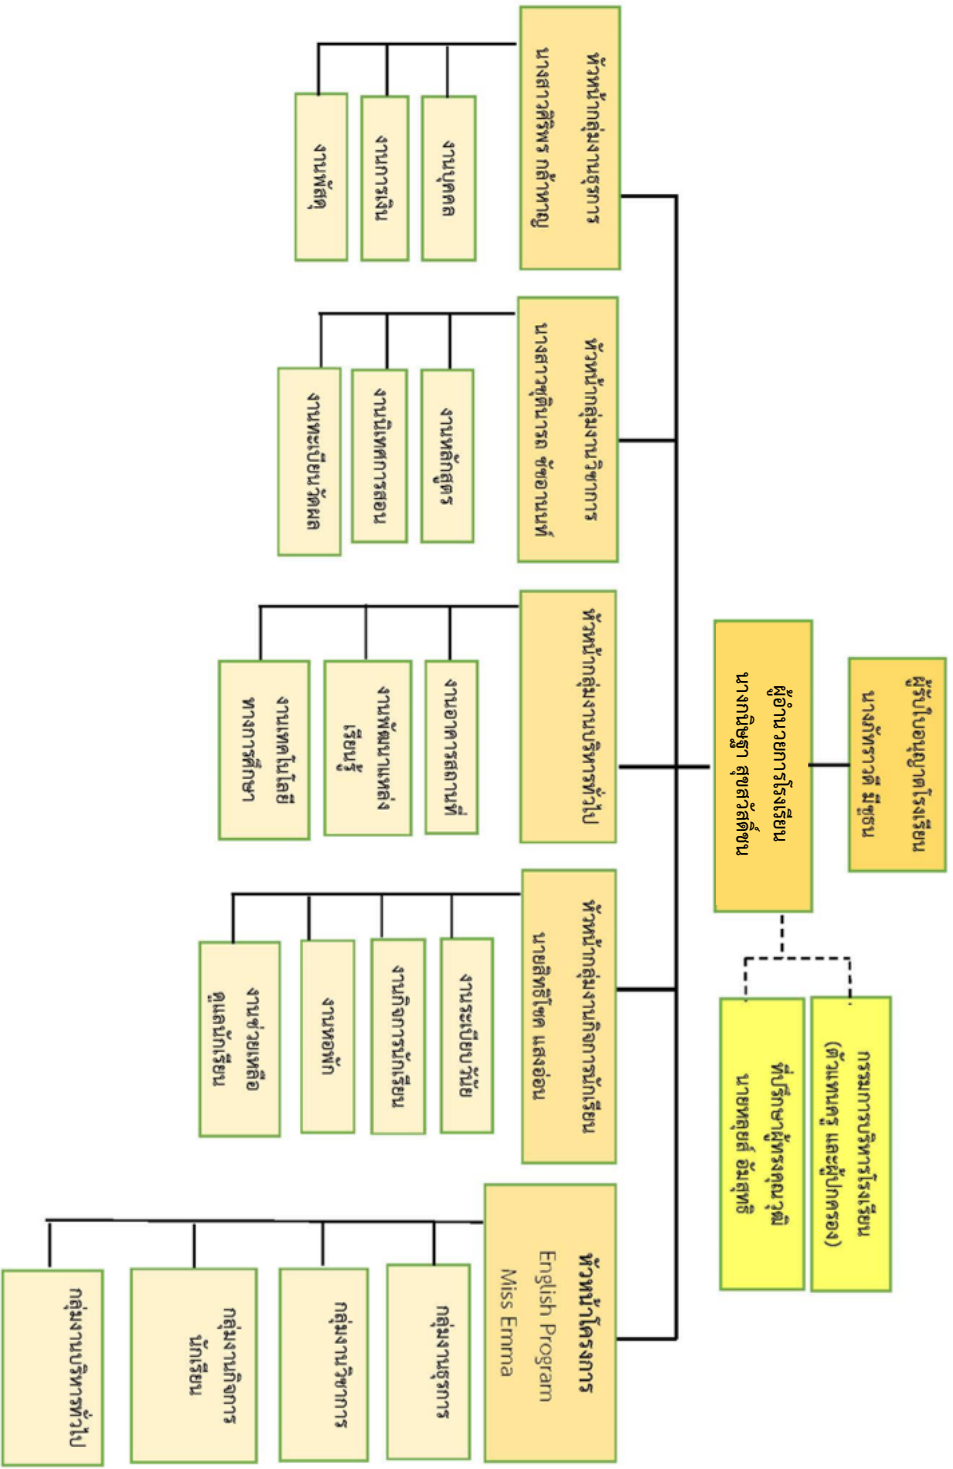 ผู้รับใบอนุญาตโรงเรียน
นางภัทราวดี มีชูธน
ผู้อำนวยการโรงเรียน
นางกนิษฐา สุขสวัสดิ์ชน
กรรมการบริหารโรงเรียน
(ตัวแทนครู และผู้ปกครอง)
ที่ปรึกษาผู้ทรงคุณวุฒิ
นายหลุยส์ อัมสุทธิ
หัวหน้ากลุ่มงานธุรการ
นางสาวศิริพร กล้าหาญ
งานบุคคล
งานการเงิน
งานพัสดุ
หัวหน้ากลุ่มงานวิชาการ
นางสาวชุตินารถ ชัชอานนท์
งานหลักสูตร
งานนิเทศการสอน
งานทะเบียนวัดผล
หัวหน้ากลุ่มงานบริหารทั่วไป
งานอาคารสถานที่
งานพัฒนาแหล่ง
เรียนรู้
งานเทคโนโลยี
ทางการศึกษา
หัวหน้ากลุ่มงานกิจการนักเรียน
นายสิทธิโชค แสงอ่อน
งานระเบียบวินัย
งานกิจการนักเรียน
งานหอพัก
งานช่วยเหลือ
ดูแลนักเรียน
หัวหน้าโครงการ
English Program
Miss Emma
กลุ่มงานธุรการ
กลุ่มงานวิชาการ
กลุ่มงานกิจการ
นักเรียน
กลุ่มงานบริหารทั่วไป